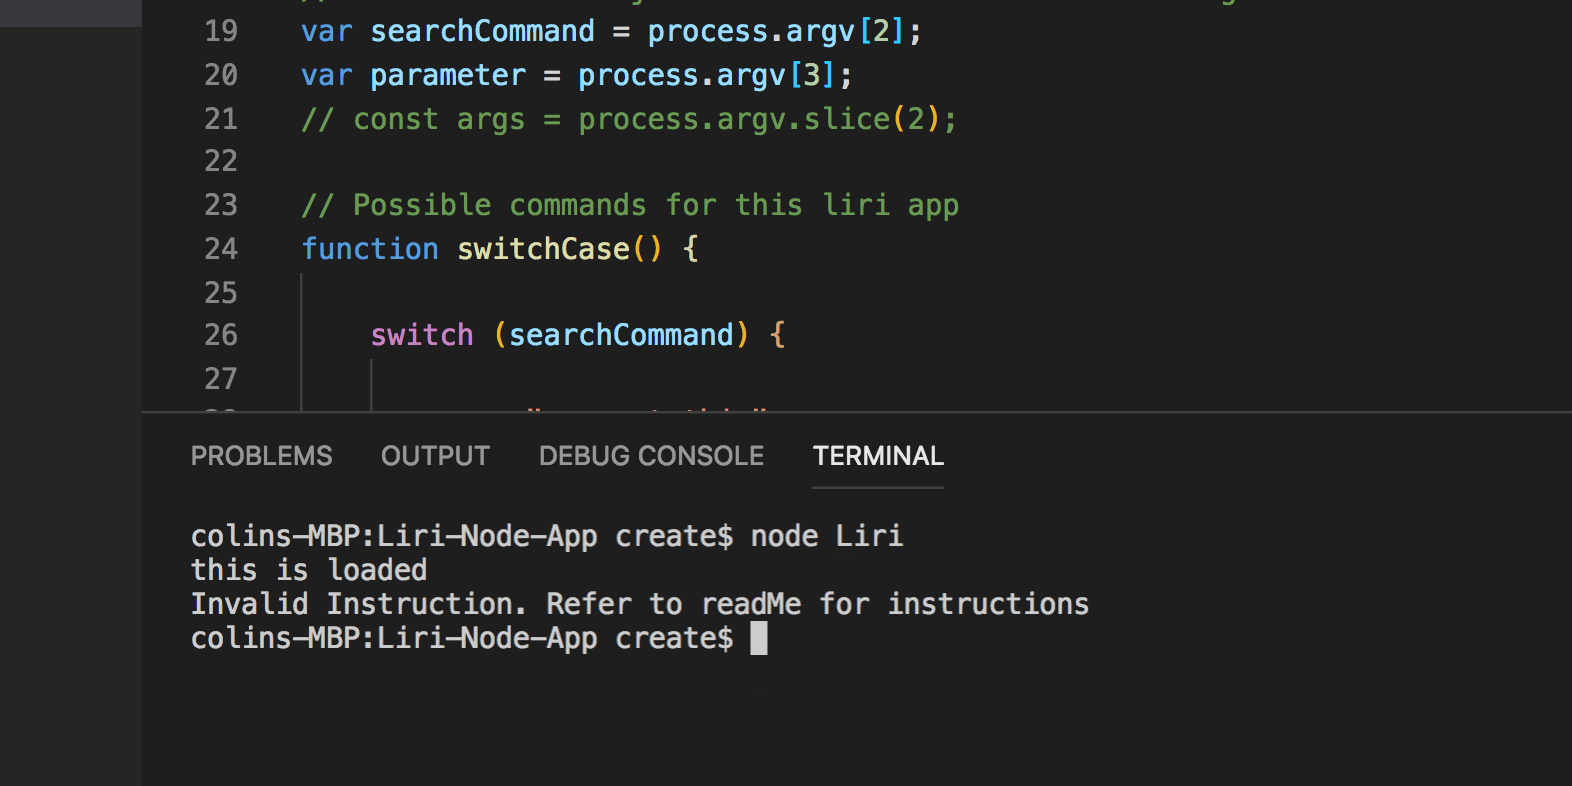 19 var searchCommand = process.argv[2];
20 var parameter = process.argv[3];
21 // const args = process.argv.slice(2);
22
23 // Possible commands for this liri app
24 function switchCase() {
25
26 switch (searchCommand) {
27
PROBLEMS OUTPUT DEBUG CONSOLE TERMINAL
colins-MBP:Liri-Node-App create$ node Liri
this is loaded
Invalid Instruction. Refer to readMe for instructions
colins-MBP:Liri-Node-App create$